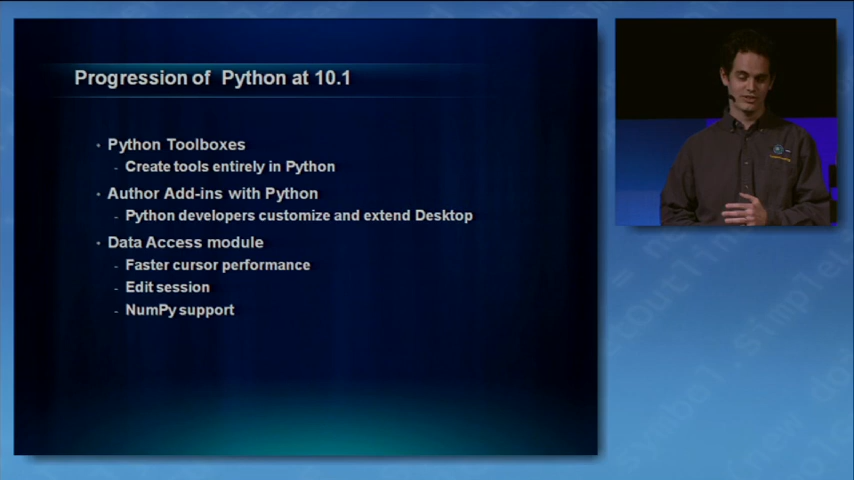 Progression of Python at 10.1
• Python Toolboxes
- Create tools entirely in Python
• Author Add-ins with Python
- Python developers customize and extend Desktop
• Data Access module
- Faster cursor performance
- Edit session
- NumPy support